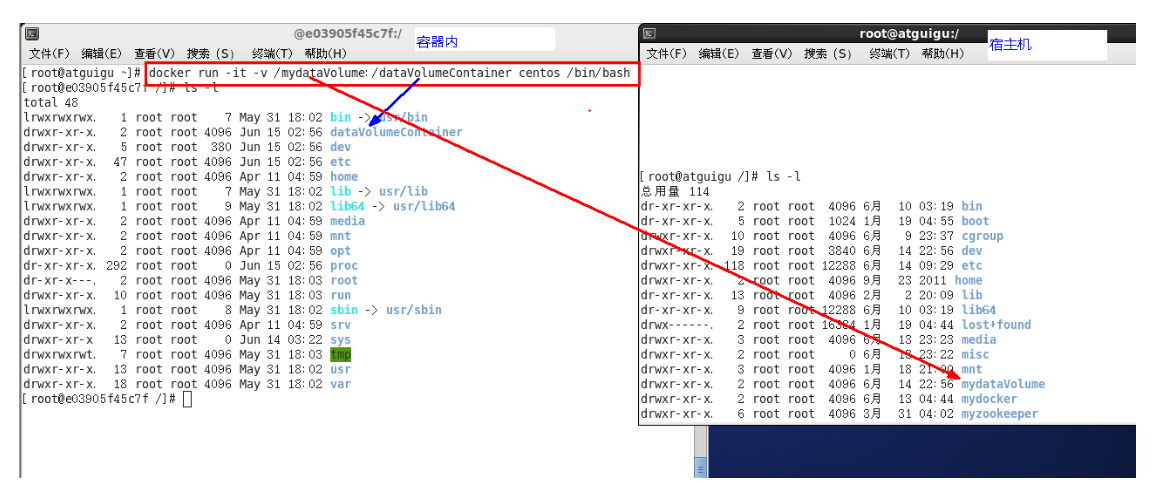 @e03905f45c7f:/
容器内
文件(F) 编辑(E) 查看(V) 搜索 (S) 终端(T) 帮助(H)
[root@atguigu ~]# docker run -it -v /mydataVolume:/dataVolumeContainer centos /bin/bash
[root@e03905f45c7f /]# ls -l
total 48
lrwxrwxrwx. 1 root root 7 May 31 18:02 bin -> usr/bin
drwxr-xr-x. 2 root root 4096 Jun 15 02:56 dataVolumeContainer
drwxr-xr-x. 5 root root 380 Jun 15 02:56 dev
drwxr-xr-x. 47 root root 4096 Jun 15 02:56 etc
drwxr-xr-x. 2 root root 4096 Apr 11 04:59 home
lrwxrwxrwx. 1 root root 7 May 31 18:02 lib -> usr/lib
lrwxrwxrwx. 1 root root 9 May 31 18:02 lib64 -> usr/lib64
drwxr-xr-x. 2 root root 4096 Apr 11 04:59 media
drwxr-xr-x. 2 root root 4096 Apr 11 04:59 mnt
drwxr-xr-x. 2 root root 4096 Apr 11 04:59 opt
dr-xr-xr-x. 292 root root 0 Jun 15 02:56 proc
dr-xr-x---. 2 root root 4096 May 31 18:03 root
drwxr-xr-x. 10 root root 4096 May 31 18:03 run
lrwxrwxrwx. 1 root root 8 May 31 18:02 sbin -> usr/sbin
drwxr-xr-x. 2 root root 4096 Apr 11 04:59 srv
drwxr-xr-x 13 root root 0 Jun 14 03:22 sys
drwxrwxrwt. 7 root root 4096 May 31 18:03 tmp
drwxr-xr-x. 13 root root 4096 May 31 18:02 usr
drwxr-xr-x. 18 root root 4096 May 31 18:02 var
[root@e03905f45c7f /]#
root@atguigu:/
宿主机
文件(F) 编辑(E) 查看(V) 搜索 (S) 终端(T) 帮助(H)
[root@atguigu /]# ls -l
总用量 114
dr-xr-xr-x. 2 root root 4096 6月 10 03:19 bin
dr-xr-xr-x. 5 root root 1024 1月 19 04:55 boot
drwxr-xr-x. 10 root root 4096 6月 9 23:37 cgroup
drwxr-xr-x. 19 root root 3840 6月 14 22:56 dev
drwxr-xr-x. 118 root root 12288 6月 14 09:29 etc
drwxr-xr-x. 2 root root 4096 9月 23 2011 home
dr-xr-xr-x. 13 root root 4096 2月 2 20:09 lib
dr-xr-xr-x. 9 root root 12288 6月 10 03:19 lib64
drwx------. 2 root root 16384 1月 19 04:44 lost+found
drwxr-xr-x. 3 root root 4096 6月 13 23:23 media
drwxr-xr-x. 2 root root 0 6月 13 23:22 misc
drwxr-xr-x. 3 root root 4096 1月 18 21:00 mnt
drwxr-xr-x. 2 root root 4096 6月 14 22:56 mydataVolume
drwxr-xr-x. 2 root root 4096 6月 13 04:44 mydocker
drwxr-xr-x. 6 root root 4096 3月 31 04:02 myzookeeper